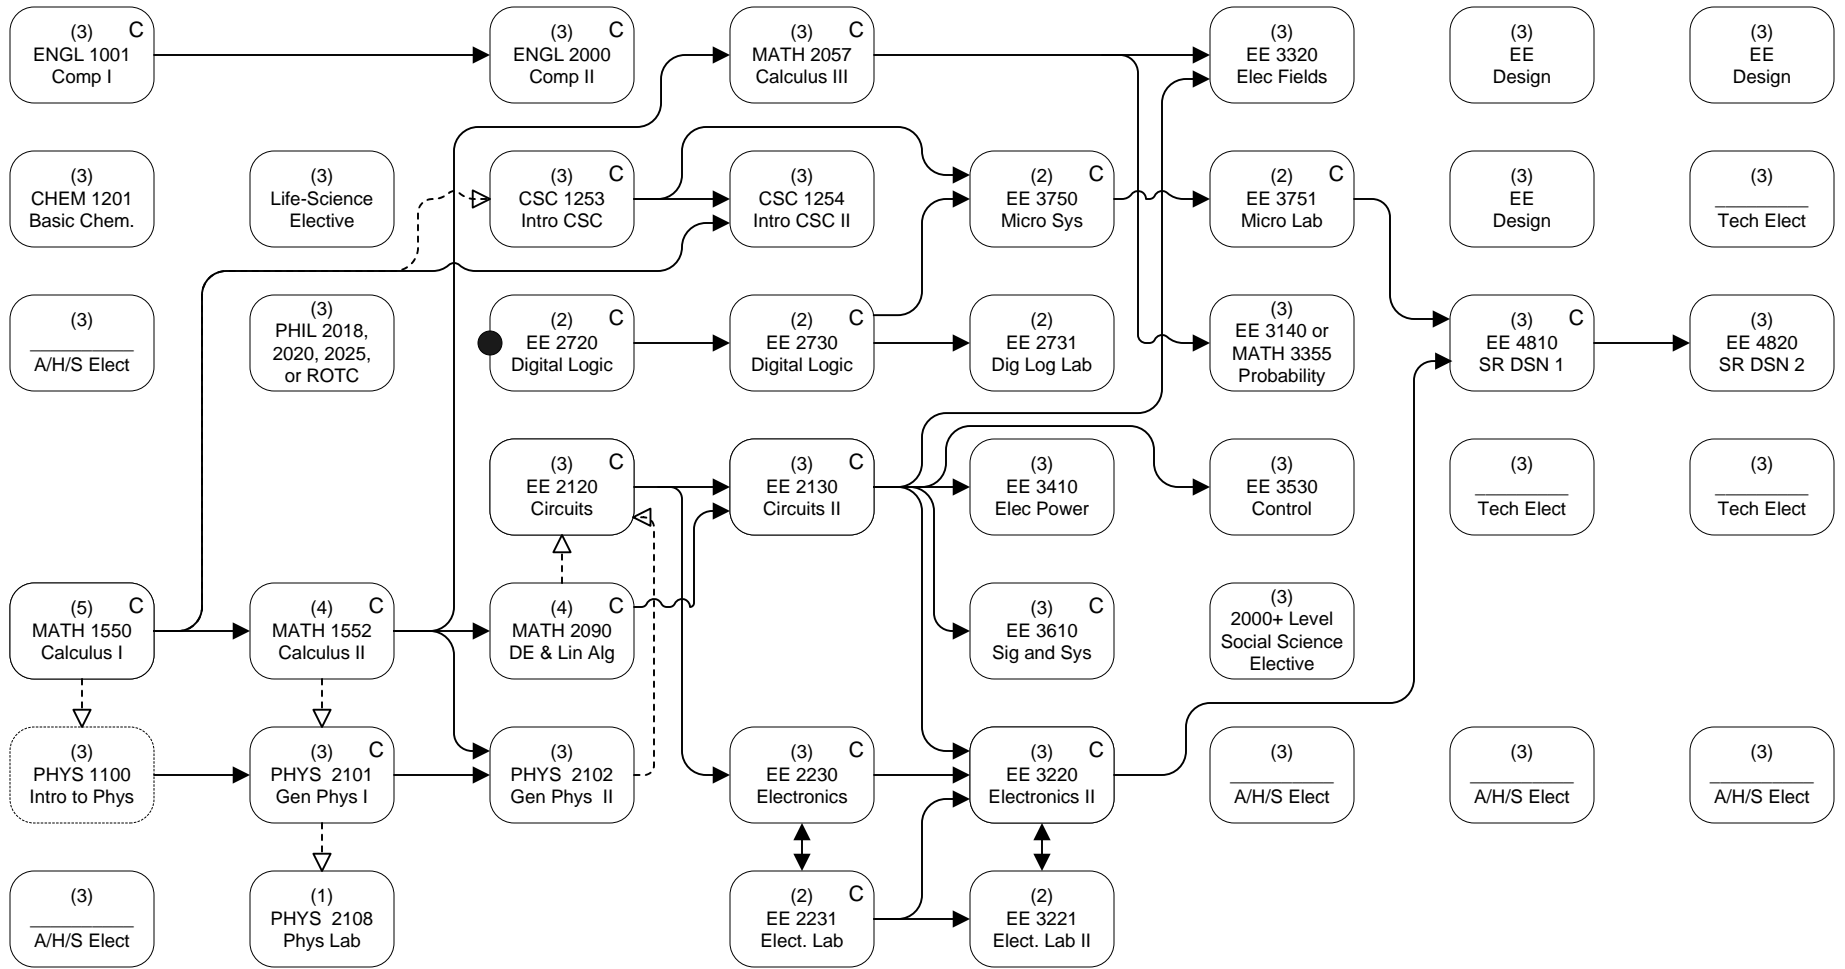 (3) C
ENGL 1001
Comp I
(3) C
ENGL 2000
Comp II
(3) C
MATH 2057
Calculus III
(3)
EE 3320
Elec Fields
(3)
EE
Design
(3)
EE
Design
(3)
CHEM 1201
Basic Chem.
(3)
Life-Science
Elective
(3) C
CSC 1253
Intro CSC
(3)
CSC 1254
Intro CSC II
(2) C
EE 3750
Micro Sys
(2) C
EE 3751
Micro Lab
(3)
EE
Design
(3)
Tech Elect
(3)
A/H/S Elect
(3)
PHIL 2018,
2020, 2025,
or ROTC
(2) C
EE 2720
Digital Logic
(2) C
EE 2730
Digital Logic
(2)
EE 2731
Dig Log Lab
(3)
EE 3140 or
MATH 3355
Probability
(3) C
EE 4810
SR DSN 1
(3)
EE 4820
SR DSN 2
(3) C
EE 2120
Circuits
(3) C
EE 2130
Circuits II
(3)
EE 3410
Elec Power
(3)
EE 3530
Control
(3)
Tech Elect
(3)
Tech Elect
(5) C
MATH 1550
Calculus I
(4) C
MATH 1552
Calculus II
(4) C
MATH 2090
DE & Lin Alg
(3) C
EE 3610
Sig and Sys
(3)
2000+ Level
Social Science
Elective
(3)
PHYS 1100
Intro to Phys
(3) C
PHYS 2101
Gen Phys I
(3)
PHYS 2102
Gen Phys II
(3) C
EE 2230
Electronics
(3) C
EE 3220
Electronics II
(3)
A/H/S Elect
(3)
A/H/S Elect
(3)
A/H/S Elect
(3)
A/H/S Elect
(1)
PHYS 2108
Phys Lab
(2) C
EE 2231
Elect. Lab
(2)
EE 3221
Elect. Lab II